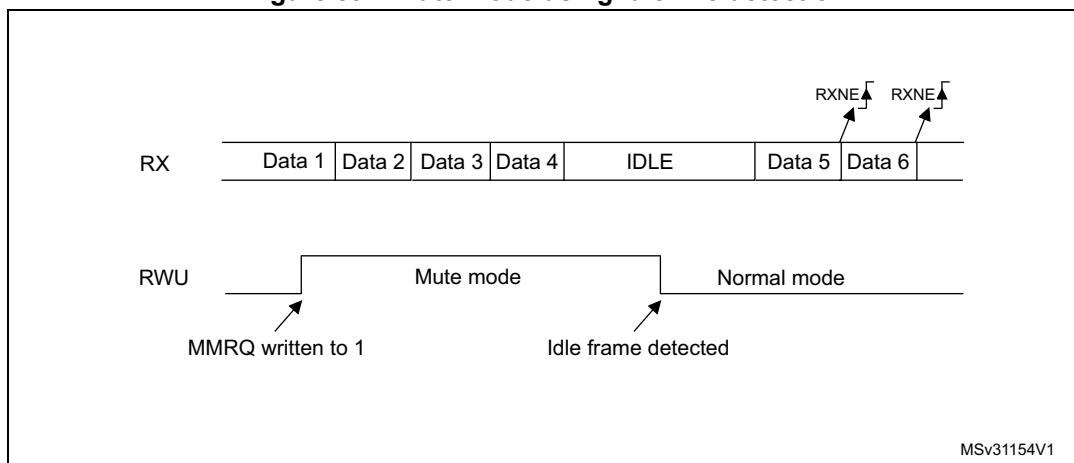 RXNE RXNE
RX Data 1 Data 2 Data 3 Data 4 IDLE Data 5 Data 6
RWU Mute mode Normal mode
MMRQ written to 1 Idle frame detected
MSv31154V1